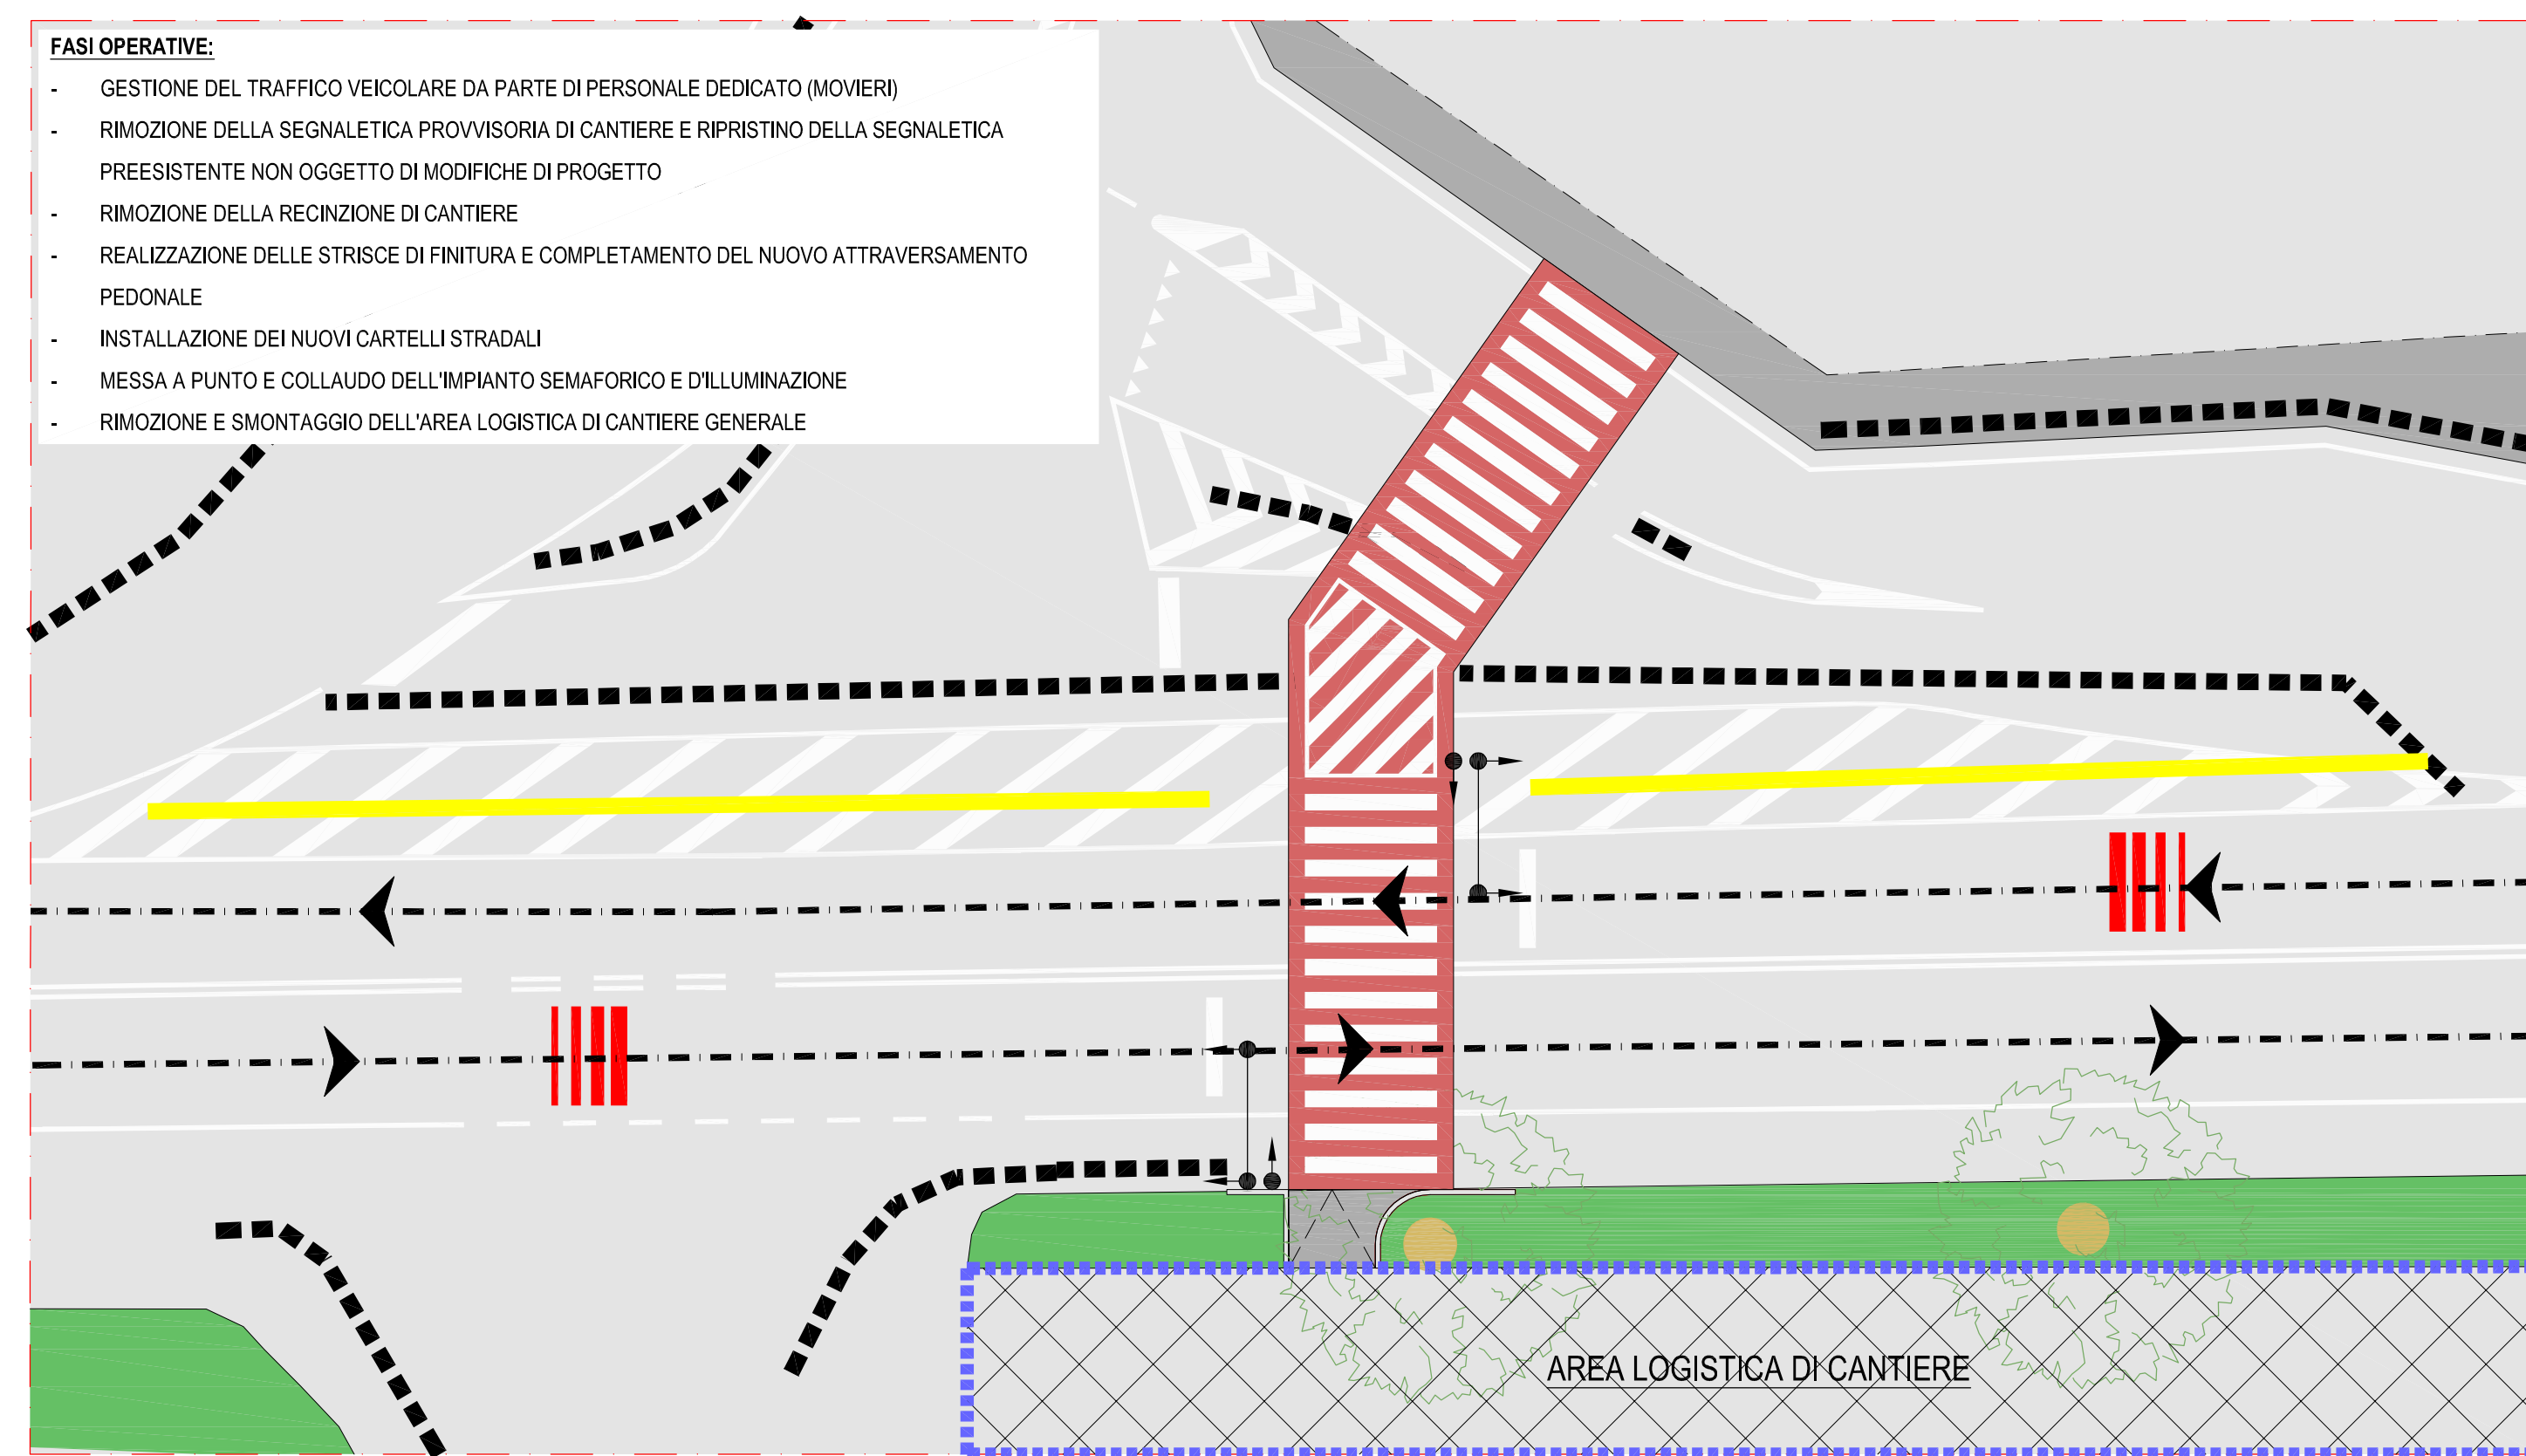 FASI OPERATIVE:
- GESTIONE DEL TRAFFICO VEICOLARE DA PARTE DI PERSONALE DEDICATO (MOVIERI)
- RIMOZIONE DELLA SEGNALETICA PROVVISORIA DI CANTIERE E RIPRISTINO DELLA SEGNALETICA
PREESISTENTE NON OGGETTO DI MODIFICHE DI PROGETTO
- RIMOZIONE DELLA RECINZIONE DI CANTIERE
- REALIZZAZIONE DELLE STRISCE DI FINITURA E COMPLETAMENTO DEL NUOVO ATTRAVERSAMENTO
PEDONALE
- INSTALLAZIONE DEI NUOVI CARTELLI STRADALI
- MESSA A PUNTO E COLLAUDO DELL'IMPIANTO SEMAFORICO E D'ILLUMINAZIONE
- RIMOZIONE E SMONTAGGIO DELL'AREA LOGISTICA DI CANTIERE GENERALE
AREA LOGISTICA DI CANTIERE